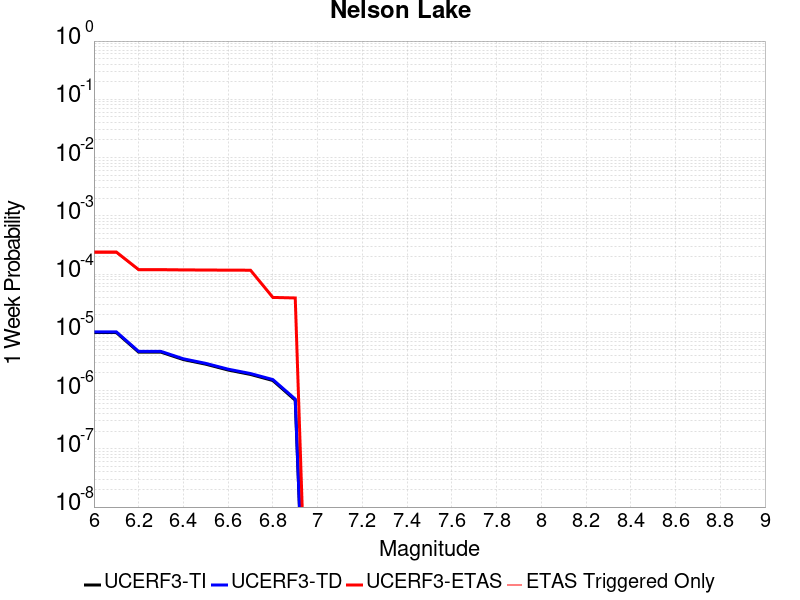 Nelson Lake
10 0
10 -1
10 -2
10 -3
10 -4
10 -5
10 -6
10 -7
10 -8
1 Week Probability
6 6.2 6.4 6.6 6.8 7 7.2 7.4 7.6 7.8 8 8.2 8.4 8.6 8.8 9
Magnitude
UCERF3-TI UCERF3-TD UCERF3-ETAS ETAS Triggered Only